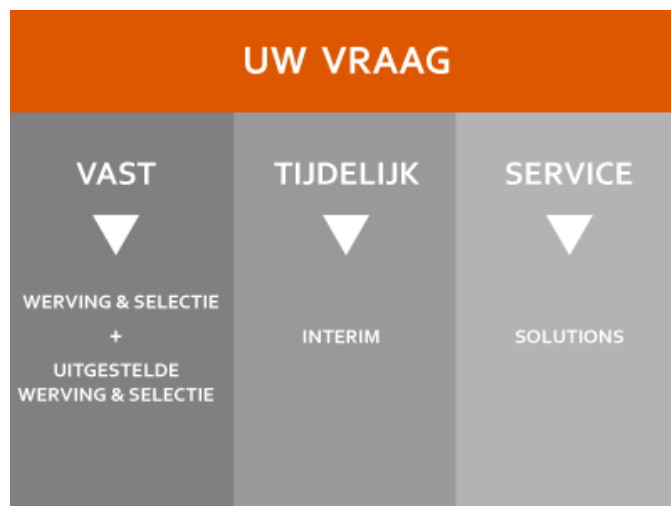 UW VRAAG
VAST
TIJDELIJK
SERVICE
WERVING & SELECTIE
+
UITGESTELDE
WERVING & SELECTIE
INTERIM
SOLUTIONS